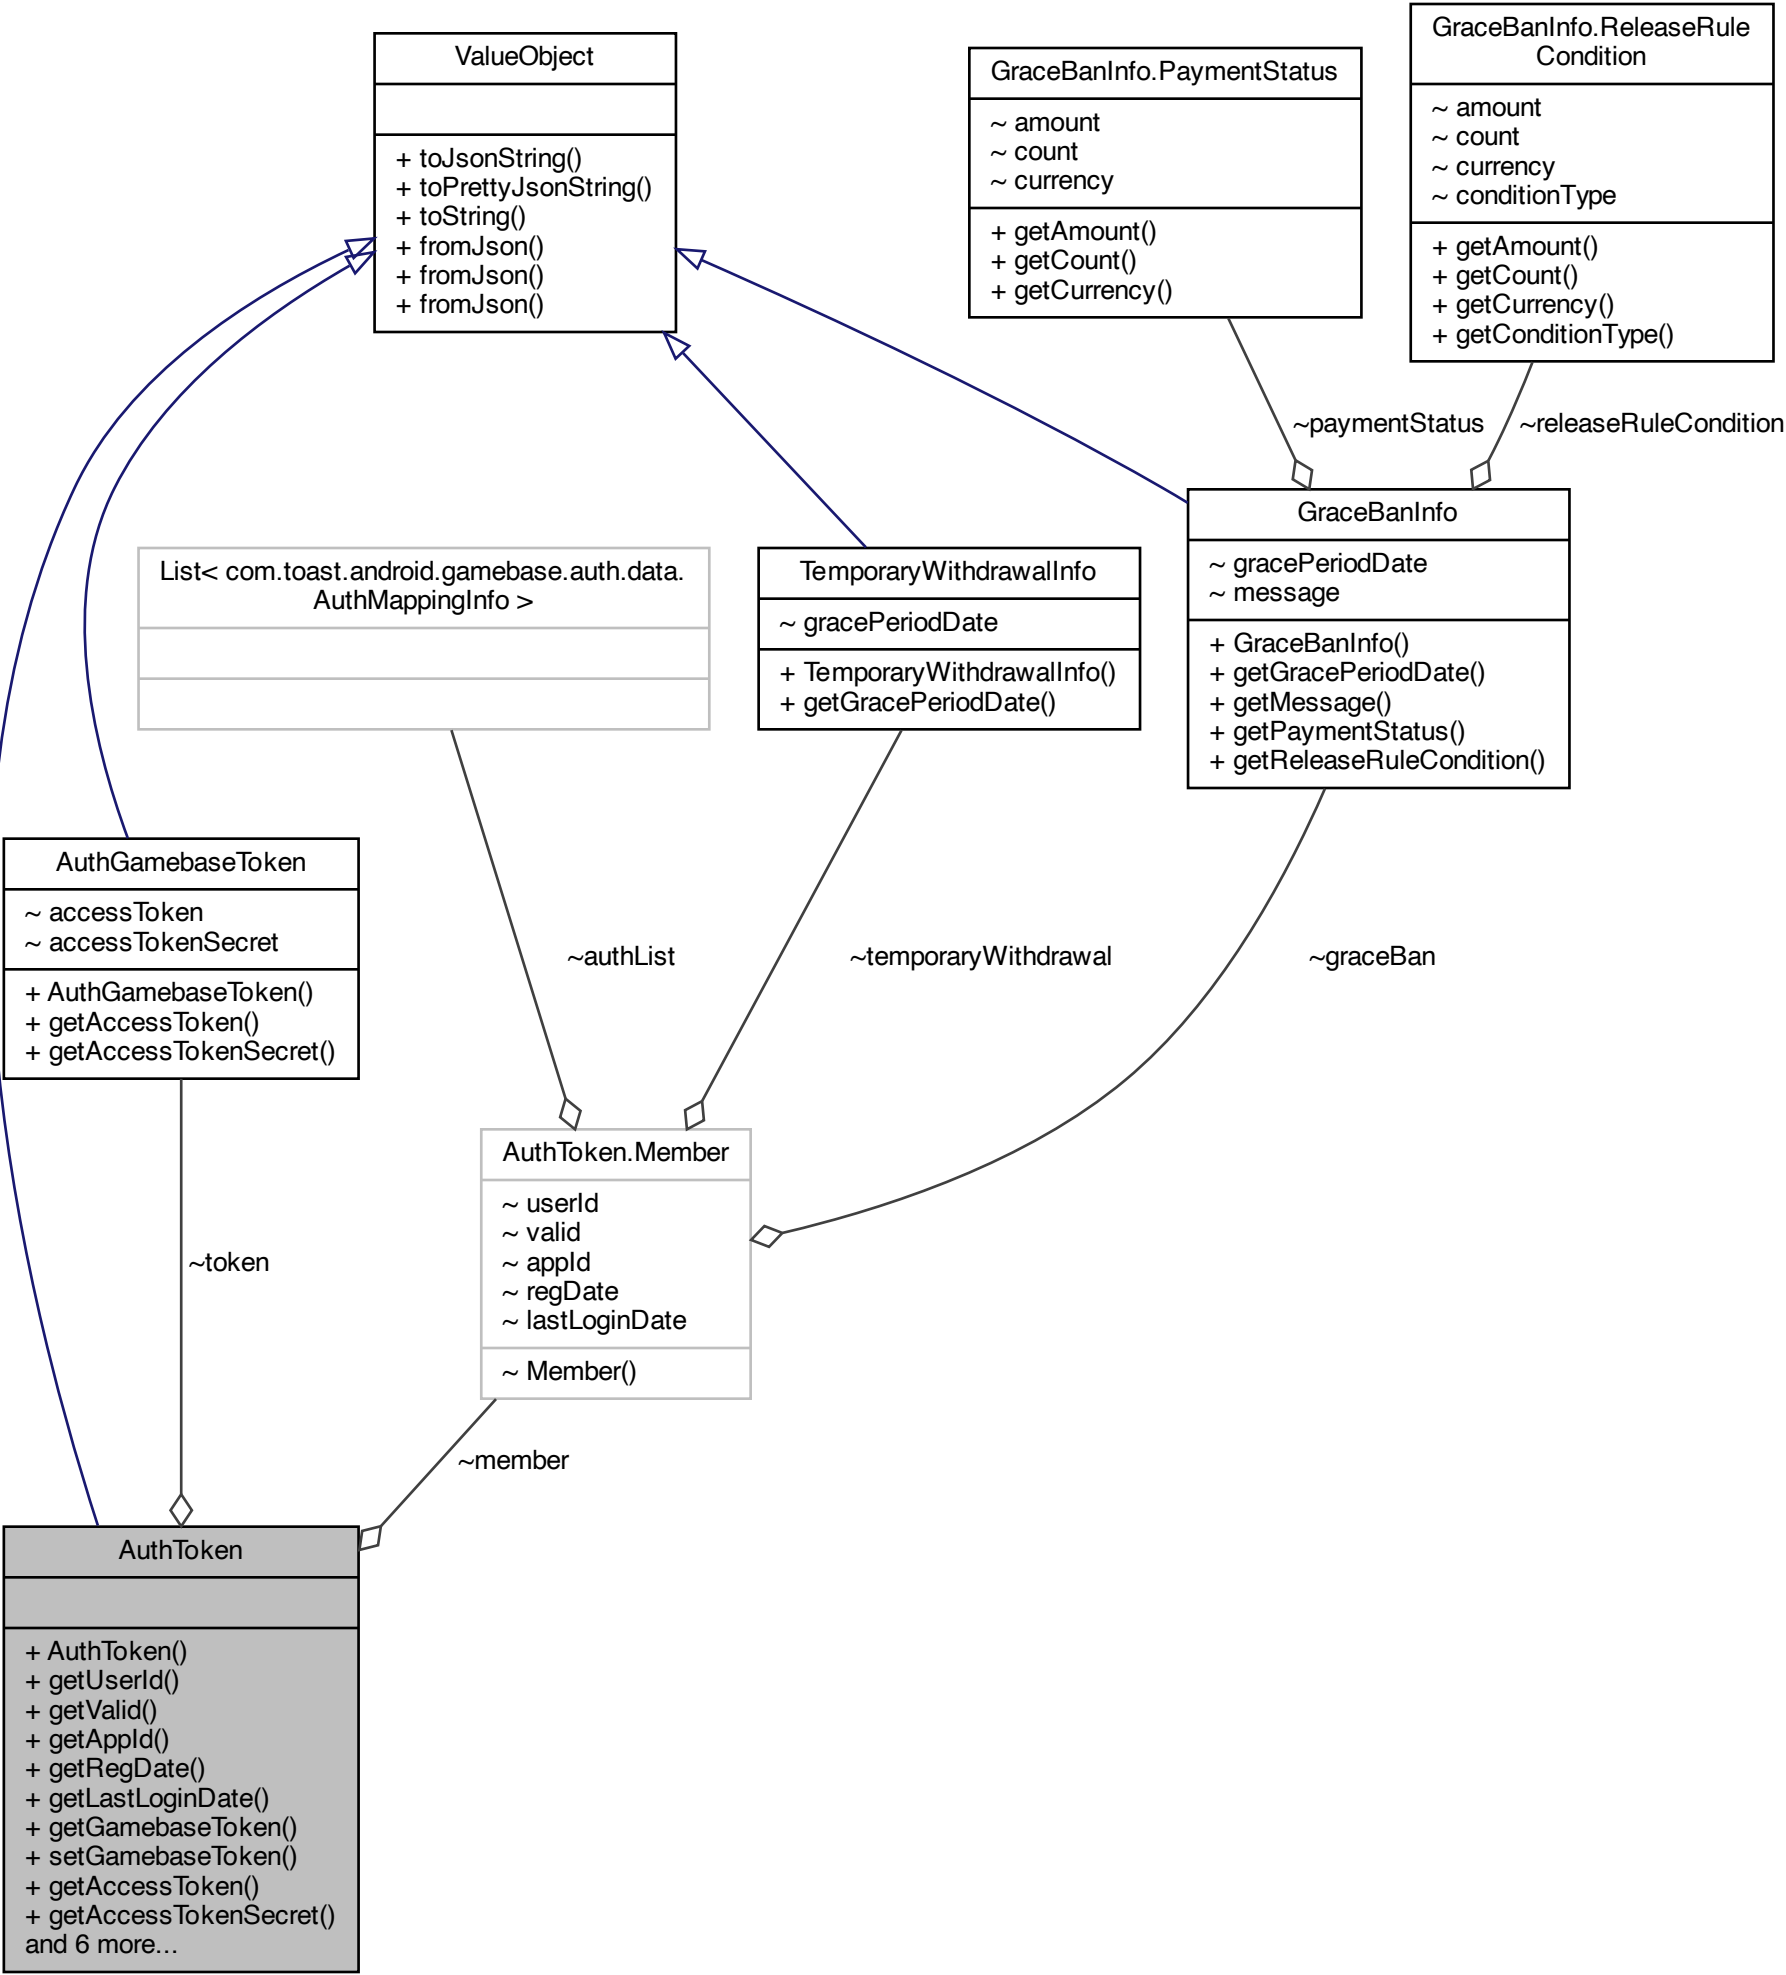 ValueObject
+ toJsonString()
+ toPrettyJsonString()
+ toString()
+ fromJson()
+ fromJson()
+ fromJson()
GraceBanInfo.PaymentStatus
~ amount
~ count
~ currency
+ getAmount()
+ getCount()
+ getCurrency()
GraceBanInfo.ReleaseRule
Condition
~ amount
~ count
~ currency
~ conditionType
+ getAmount()
+ getCount()
+ getCurrency()
+ getConditionType()
~paymentStatus
~releaseRuleCondition
List< com.toast.android.gamebase.auth.data.
AuthMappingInfo >
TemporaryWithdrawalInfo
~ gracePeriodDate
+ TemporaryWithdrawalInfo()
+ getGracePeriodDate()
GraceBanInfo
~ gracePeriodDate
~ message
+ GraceBanInfo()
+ getGracePeriodDate()
+ getMessage()
+ getPaymentStatus()
+ getReleaseRuleCondition()
AuthGamebaseToken
~ accessToken
~ accessTokenSecret
+ AuthGamebaseToken()
+ getAccessToken()
+ getAccessTokenSecret()
~authList
~temporaryWithdrawal
~graceBan
AuthToken.Member
~ userId
~ valid
~ appId
~ regDate
~ lastLoginDate
~ Member()
~token
~member
AuthToken
+ AuthToken()
+ getUserId()
+ getValid()
+ getAppId()
+ getRegDate()
+ getLastLoginDate()
+ getGamebaseToken()
+ setGamebaseToken()
+ getAccessToken()
+ getAccessTokenSecret()
and 6 more...